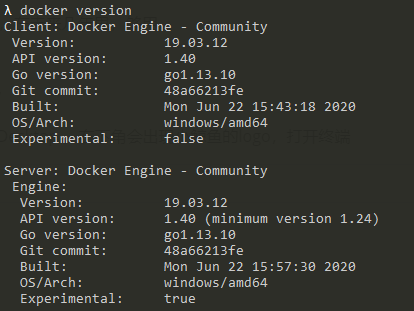 λ docker version
Client: Docker Engine - Community
 Version:           19.03.12
 API version:       1.40
 Go version:        go1.13.10
 Git commit:        48a66213fe
 Built:             Mon Jun 22 15:43:18 2020
 OS/Arch:           windows/amd64
 Experimental:      false

Server: Docker Engine - Community
 Engine:
  Version:          19.03.12
  API version:      1.40 (minimum version 1.24)
  Go version:       go1.13.10
  Git commit:       48a66213fe
  Built:            Mon Jun 22 15:57:30 2020
  OS/Arch:          windows/amd64
  Experimental:     true